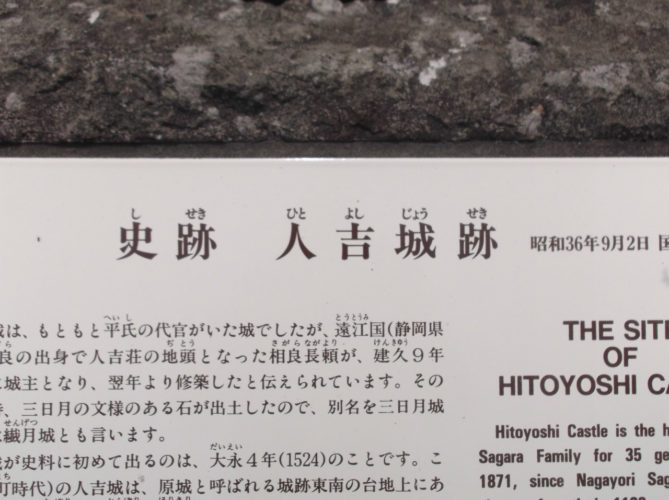 史跡 人吉城跡 昭和36年9月2日 国
城は、もともと平氏の代官がいた城でしたが、遠江国(静岡県
良の出身で人吉荘の地頭となった相良長頼が、建久9年
城主となり、翌年より修築したと伝えられています。その
、三日月の文様のある石が出土したので、別名を三日月城
繊月城とも言います。
が史料に初めて出るのは、大永4年(1524)のことです。こ
町時代)の人吉城は、原城と呼ばれる城跡東南の台地上にあ
THE SITE
OF
HITOYOSHI CA
Hitoyoshi Castle is the h
Sagara Family for 35 ge
1871, since Nagayori Sa